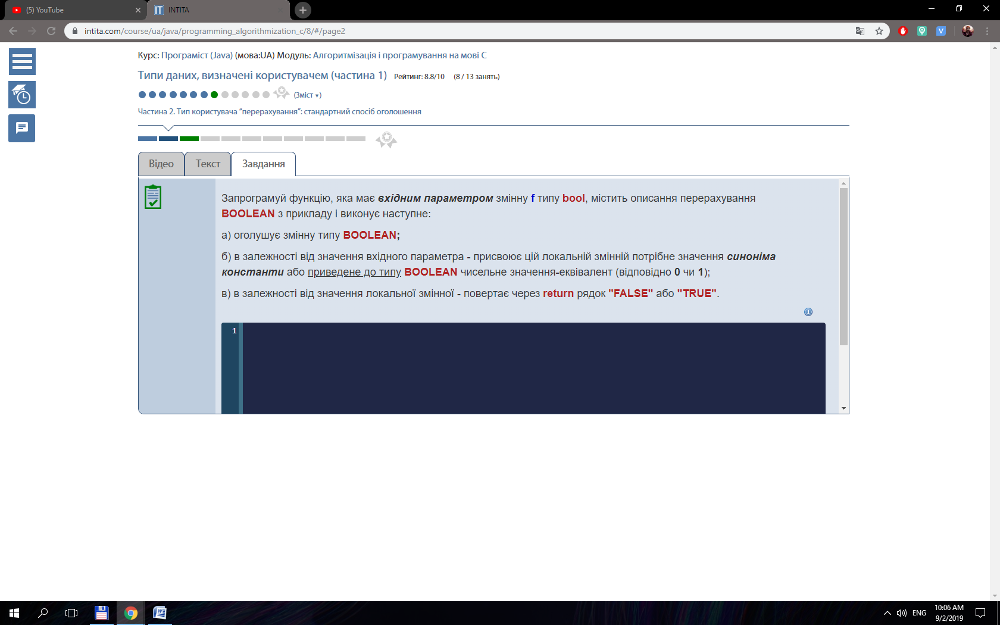 (5) YouTube
INTITA
intita.com/course/ua/java/programming_algorithmization_c/8/#/page2
Курс: Програміст (Java) (мова:UA) Модуль: Алгоритмізація і програмування на мові С
Типи даних, визначені користувачем (частина 1) Рейтинг: 8.8/10 (8 / 13 занять)
(Зміст ▾)
Частина 2. Тип користувача “перерахування”: стандартний спосіб оголошення
Відео Текст Завдання
Запрограмуй функцію, яка має вхідним параметром змінну f типу bool, містить описання перерахування
BOOLEAN з прикладу і виконує наступне:
а) оголушує змінну типу BOOLEAN;
б) в залежності від значення вхідного параметра - присвоює цій локальній змінній потрібне значення синоніма
константи або приведене до типу BOOLEAN чисельне значення-еквівалент (відповідно 0 чи 1);
в) в залежності від значення локальної змінної - повертає через return рядок "FALSE" або "TRUE".
1
ENG
10:06 AM
9/2/2019